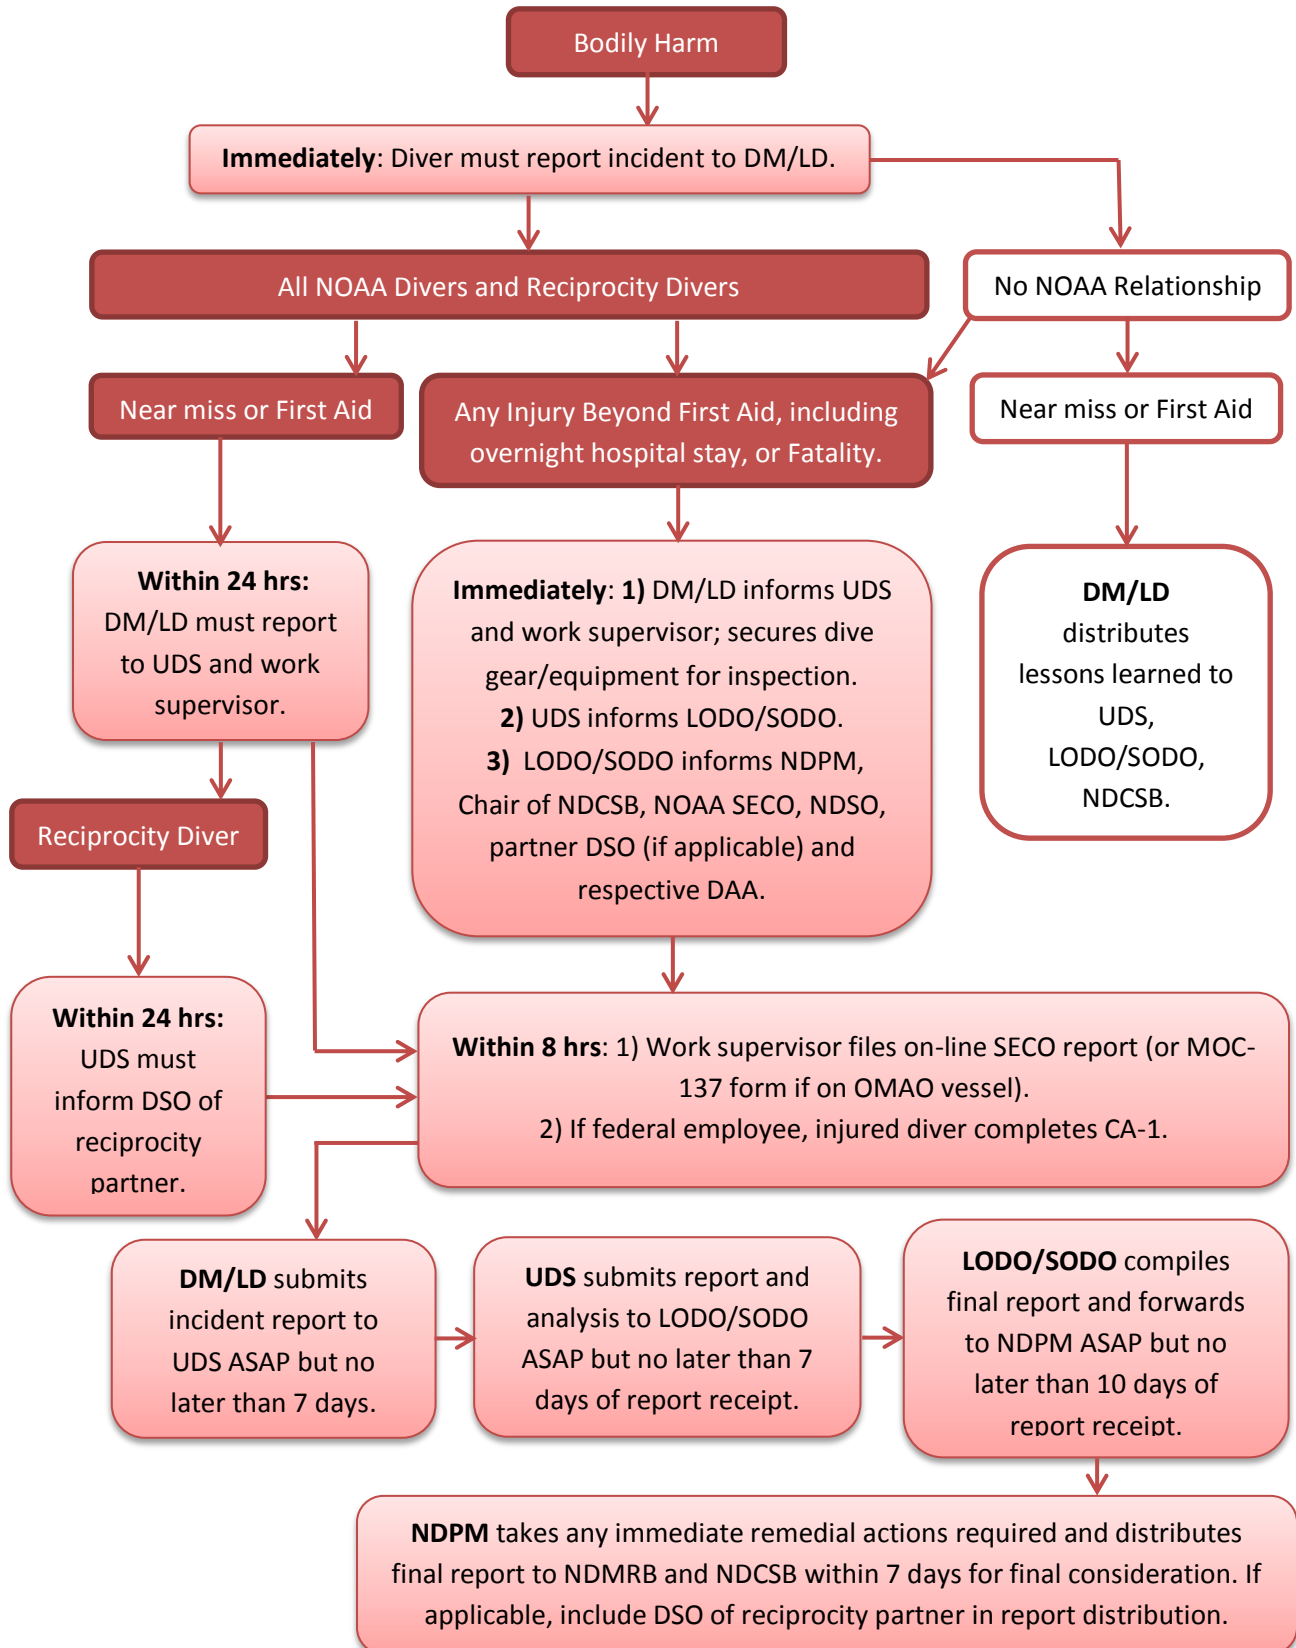 Bodily Harm
Immediately: Diver must report incident to DM/LD.
All NOAA Divers and Reciprocity Divers
No NOAA Relationship
Near miss or First Aid
Any Injury Beyond First Aid, including
overnight hospital stay, or Fatality.
Near miss or First Aid
Within 24 hrs:
DM/LD must report
to UDS and work
supervisor.
Immediately: 1) DM/LD informs UDS
and work supervisor; secures dive
gear/equipment for inspection.
2) UDS informs LODO/SODO.
3) LODO/SODO informs NDPM,
Chair of NDCSB, NOAA SECO, NDSO,
partner DSO (if applicable) and
respective DAA.
DM/LD
distributes
lessons learned to
UDS,
LODO/SODO,
NDCSB.
Reciprocity Diver
Within 24 hrs:
UDS must
inform DSO of
reciprocity
partner.
Within 8 hrs: 1) Work supervisor files on-line SECO report (or MOC-
137 form if on OMAO vessel).
2) If federal employee, injured diver completes CA-1.
DM/LD submits
incident report to
UDS ASAP but no
later than 7 days.
UDS submits report and
analysis to LODO/SODO
ASAP but no later than 7
days of report receipt.
LODO/SODO compiles
final report and forwards
to NDPM ASAP but no
later than 10 days of
report receipt.
NDPM takes any immediate remedial actions required and distributes
final report to NDMRB and NDCSB within 7 days for final consideration. If
applicable, include DSO of reciprocity partner in report distribution.